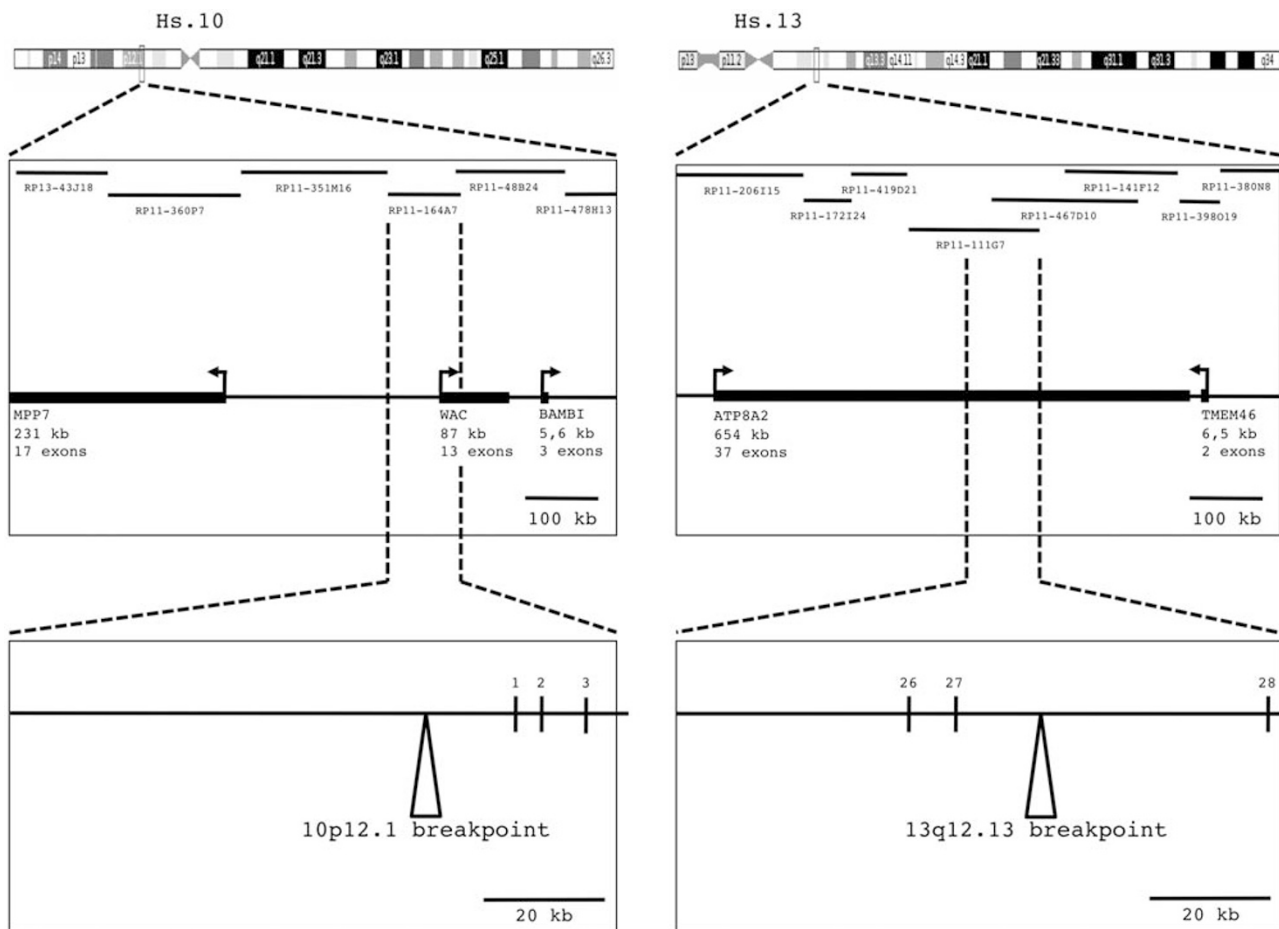 Hs.10
p14 p13 p12.1 q21.1 q21.3 q23.1 q25.1 q26.3
RP13-43J18
RP11-360P7
RP11-351M16
RP11-164A7
RP11-48B24
RP11-478H13
MPP7
231 kb
17 exons
WAC
87 kb
13 exons
BAMBI
5,6 kb
3 exons
100 kb
1 2 3
10p12.1 breakpoint
20 kb
Hs.13
p13 p11.2 q13.3 q14.11 q14.3 q21.1 q21.33 q31.1 q31.3 q34
RP11-206I15
RP11-172I24
RP11-419D21
RP11-111G7
RP11-467D10
RP11-141F12
RP11-398O19
RP11-380N8
ATP8A2
654 kb
37 exons
TMEM46
6,5 kb
2 exons
100 kb
26 27 28
13q12.13 breakpoint
20 kb